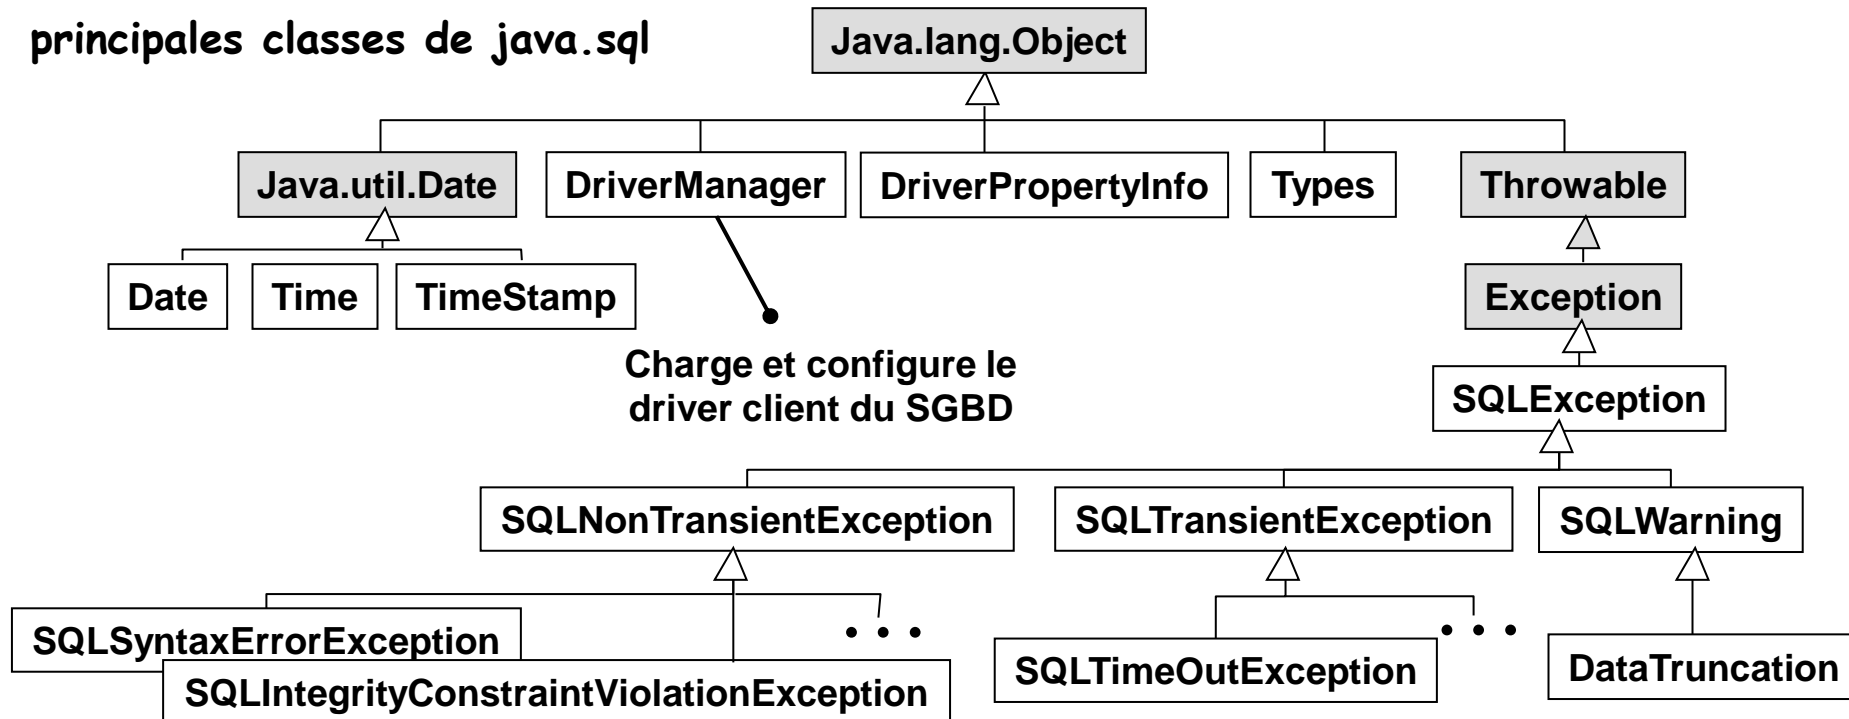 principales classes de java.sql
Java.lang.Object
Java.util.Date
DriverManager
DriverPropertyInfo
Types
Throwable
Date
Time
TimeStamp
Exception
Charge et configure le
driver client du SGBD
SQLException
SQLNonTransientException
SQLTransientException
SQLWarning
SQLSyntaxErrorException
• • •
SQLIntegrityConstraintViolationException
SQLTimeOutException
• • •
DataTruncation